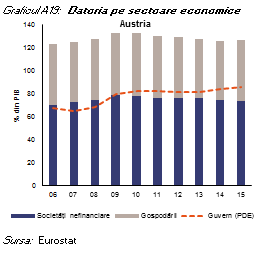 Graficul A19: Datoria pe sectoare economice
Austria
140
120
100
80
60
40
20
0
% din PIB
06 07 08 09 10 11 12 13 14 15
Societăți nefinanciare Gospodării Guvern (PDE)
Sursa: Eurostat